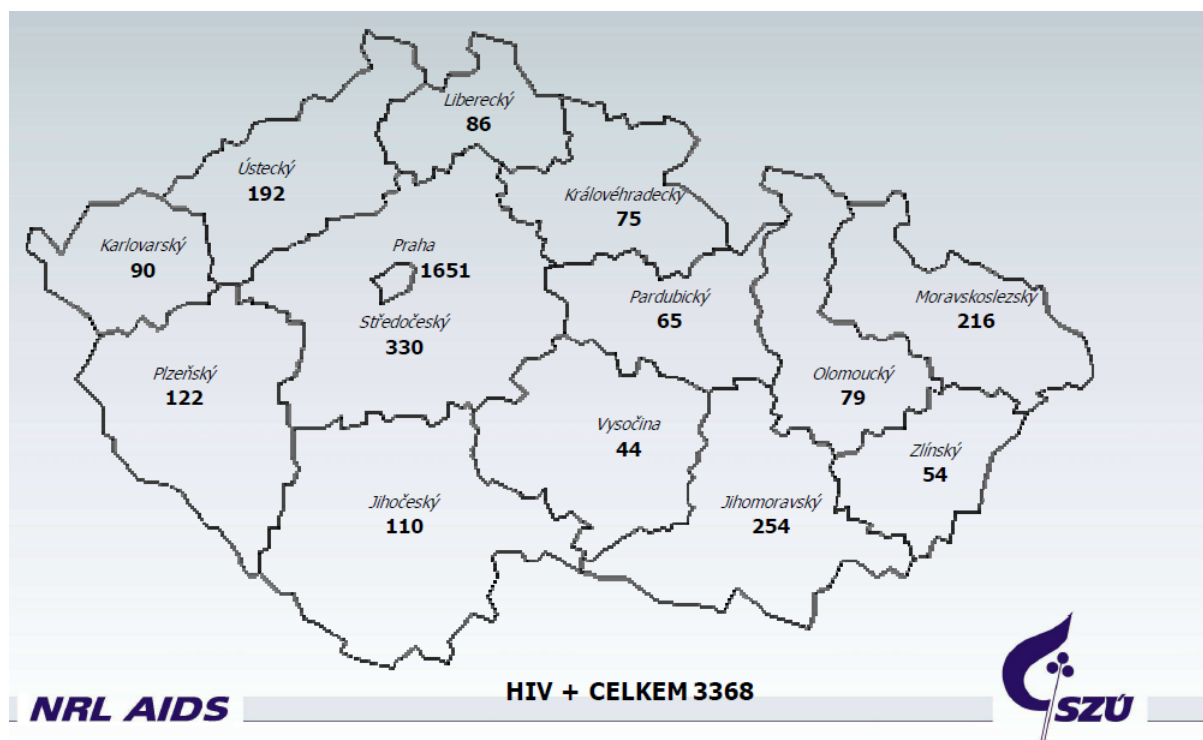 Liberecký
86
Ústecký
192
Královéhradecký
75
Karlovarský
90
Praha
1651
Pardubický
65
Moravskoslezský
216
Středočeský
330
Plzeňský
122
Olomoucký
79
Vysočina
44
Zlínský
54
Jihočeský
110
Jihomoravský
254
HIV + CELKEM 3368
NRL AIDS
SZÚ